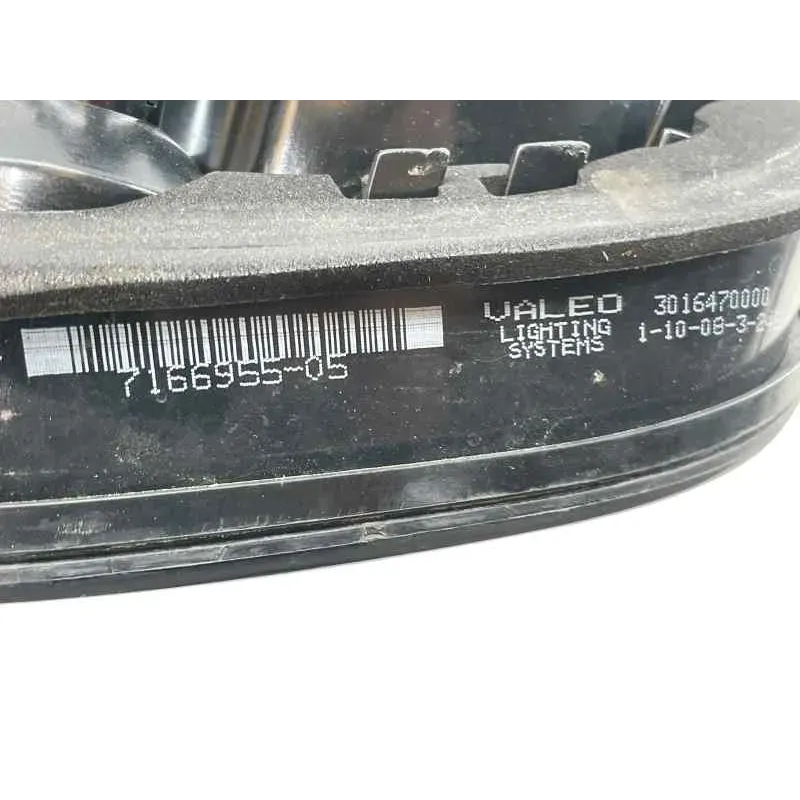 7166955-05
VALEO 3016470000
LIGHTING
SYSTEMS 1-10-08-3-2